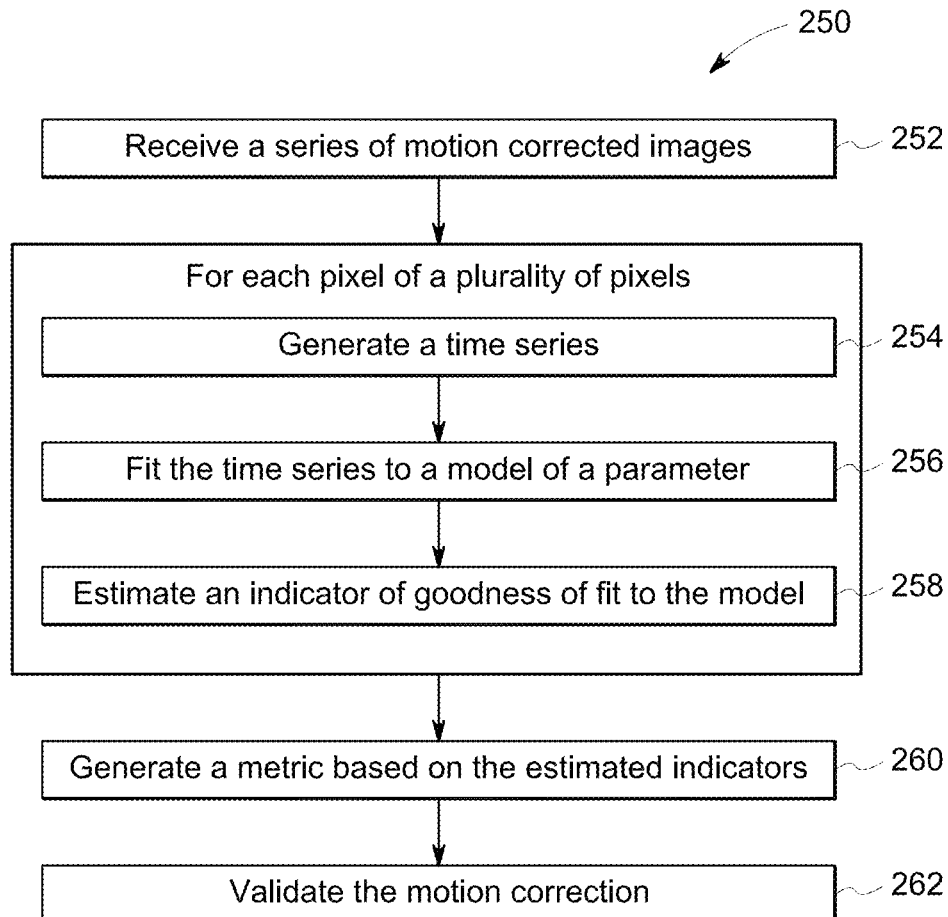 250
Receive a series of motion corrected images
252
For each pixel of a plurality of pixels
Generate a time series
254
Fit the time series to a model of a parameter
256
Estimate an indicator of goodness of fit to the model
258
Generate a metric based on the estimated indicators
260
Validate the motion correction
262